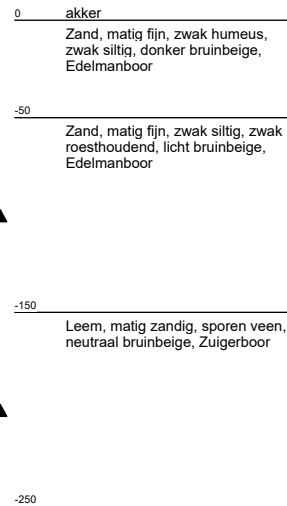 0 akker
Zand, matig fijn, zwak humeus,
zwak siltig, donker bruinbeige,
Edelmanboor
-50
Zand, matig fijn, zwak siltig, zwak
roesthoudend, licht bruinbeige,
Edelmanboor
-150
Leem, matig zandig, sporen veen,
neutraal bruinbeige, Zuigerboor
-250